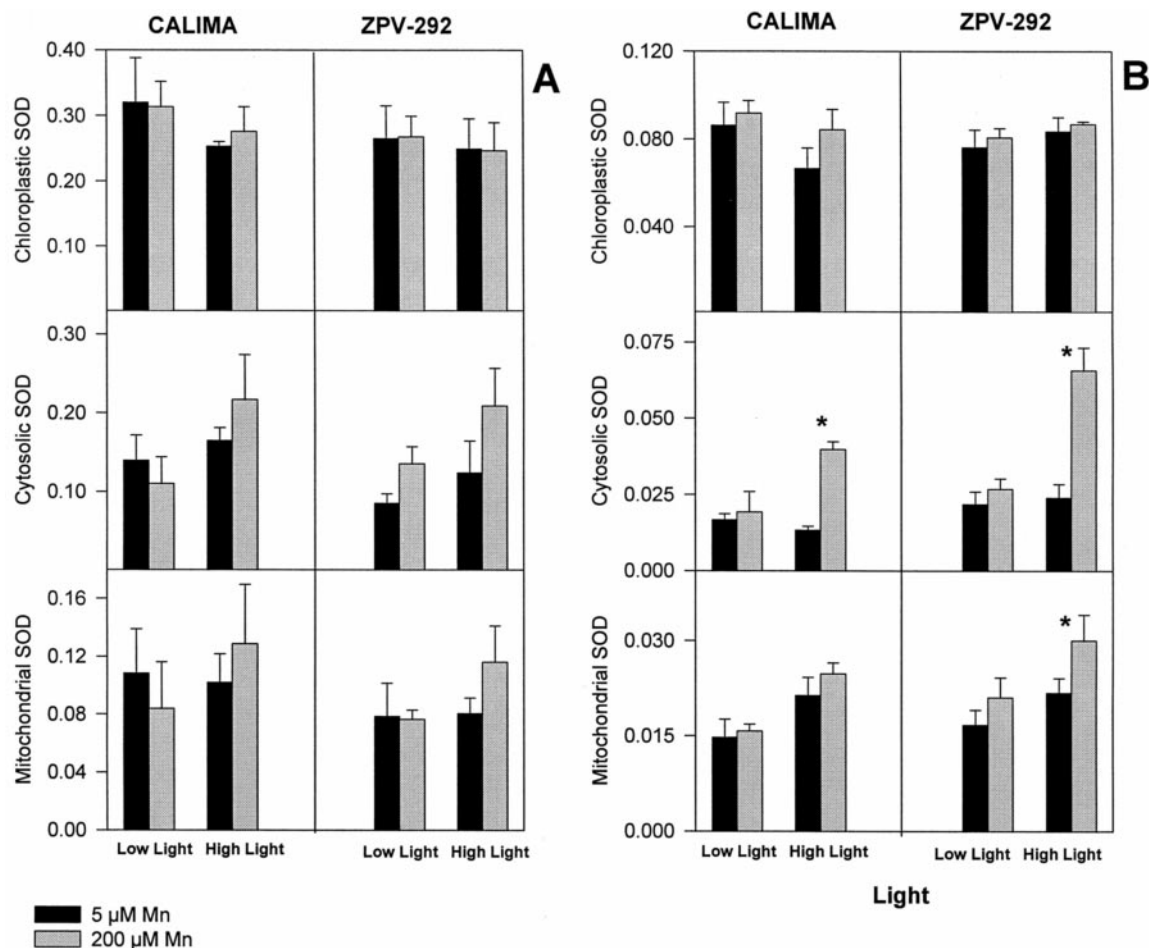 CALIMA ZPV-292
A
Chloroplastic SOD
0.40
0.30
0.20
0.10
Cytosolic SOD
0.30
0.20
0.10
Mitochondrial SOD
0.16
0.12
0.08
0.04
0.00
Low Light High Light Low Light High Light
5 µM Mn
200 µM Mn
CALIMA ZPV-292
B
Chloroplastic SOD
0.120
0.080
0.040
Cytosolic SOD
0.075
0.050
0.025
0.000
* *
Mitochondrial SOD
0.030
0.015
0.000
*
Low Light High Light Low Light High Light
Light